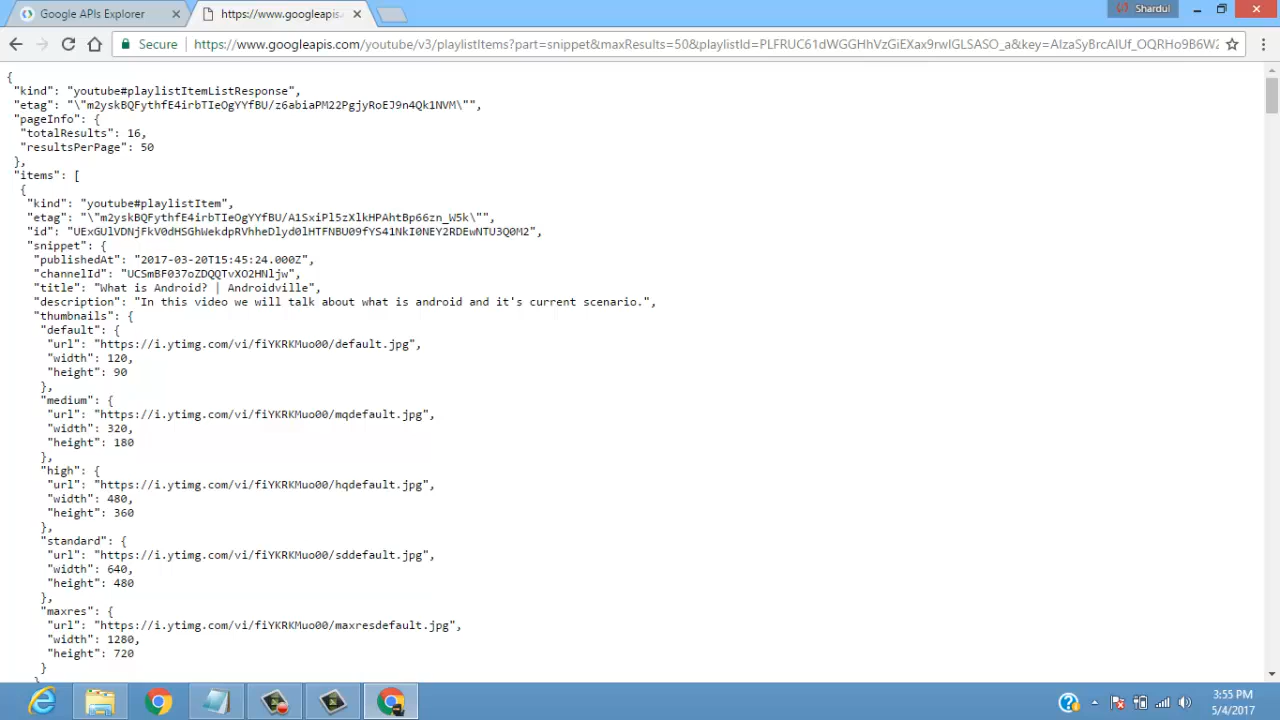 Google APIs Explorer
https://www.googleapis.
Shardul
Secure
https://www.googleapis.com/youtube/v3/playlistItems?part=snippet&maxResults=50&playlistId=PLFRUC61dWGGHhVzGiEXax9rwIGLSASO_a&key=AIzaSyBrcAIUf_OQRHo9B6W2
{
"kind": "youtube#playlistItemListResponse",
"etag": "\"m2yskBQFythfE4irbTIeOgYYfBU/z6abiaPM22PgjyRoEJ9n4Qk1NVM\"",
"pageInfo": {
"totalResults": 16,
"resultsPerPage": 50
},
"items": [
{
"kind": "youtube#playlistItem",
"etag": "\"m2yskBQFythfE4irbTIeOgYYfBU/A1SxiPl5zXlkHPAhtBp66zn_W5k\"",
"id": "UExGUlVDNjFkV0dHSGhWekdpRVhheDlyd0lHTFNBU09fYS41NkI0NEY2RDEwNTU3Q0M2",
"snippet": {
"publishedAt": "2017-03-20T15:45:24.000Z",
"channelId": "UCSmBF037oZDQQTvXO2HNljw",
"title": "What is Android? | Androidville",
"description": "In this video we will talk about what is android and it's current scenario.",
"thumbnails": {
"default": {
"url": "https://i.ytimg.com/vi/fiYKRKMuo00/default.jpg",
"width": 120,
"height": 90
},
"medium": {
"url": "https://i.ytimg.com/vi/fiYKRKMuo00/mqdefault.jpg",
"width": 320,
"height": 180
},
"high": {
"url": "https://i.ytimg.com/vi/fiYKRKMuo00/hqdefault.jpg",
"width": 480,
"height": 360
},
"standard": {
"url": "https://i.ytimg.com/vi/fiYKRKMuo00/sddefault.jpg",
"width": 640,
"height": 480
},
"maxres": {
"url": "https://i.ytimg.com/vi/fiYKRKMuo00/maxresdefault.jpg",
"width": 1280,
"height": 720
}
3:55 PM
5/4/2017